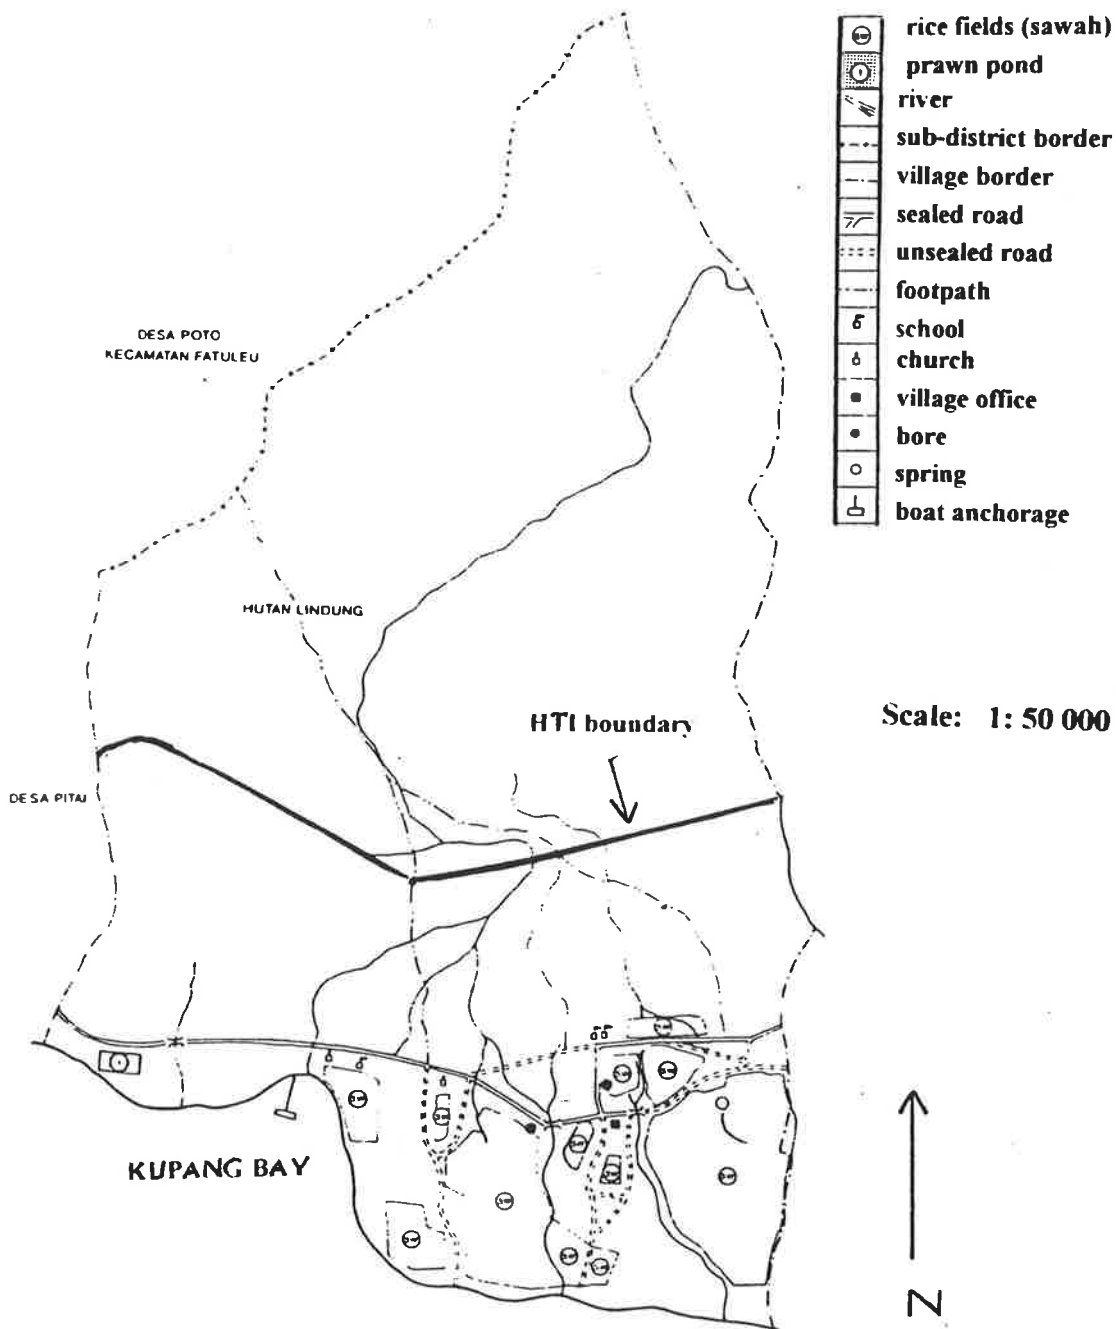 rice fields (sawah)
prawn pond
river
sub-district border
village border
sealed road
unsealed road
footpath
school
church
village office
bore
spring
boat anchorage
DESA POTO
KECAMATAN FATULEU
HUTAN LINDUNG
HTI boundary
Scale: 1: 50 000
DESA PITAI
KUPANG BAY
N